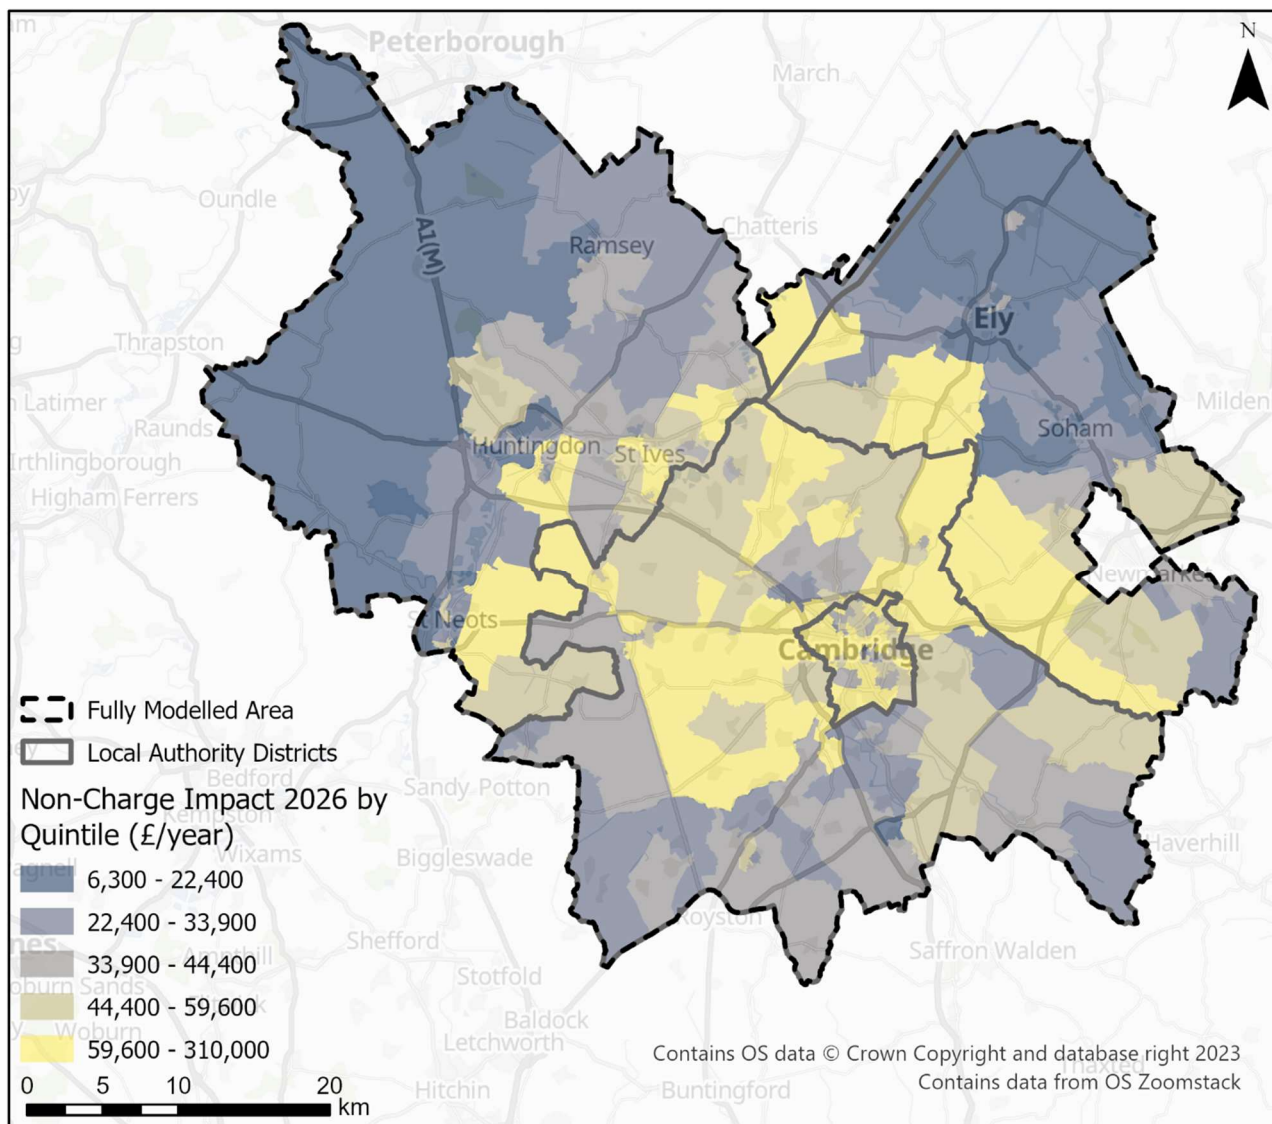 N
Peterborough
March
Oundle
Chatteris
Ramsey
A1(M)
Ely
Thrapston
Latimer
Raunds
Milden
Soham
Huntingdon
St Ives
Irthlingborough
Higham Ferrers
Newmarket
St Neots
Cambridge
Fully Modelled Area
Local Authority Districts
Bedford
Sandy Potton
Non-Charge Impact 2026 by
Quintile (£/year)
Kempston
Wixams
Biggleswade
Haverhill
6,300 - 22,400
22,400 - 33,900
Royston
Shefford
Saffron Walden
Ampthill
33,900 - 44,400
Stotfold
oburn Sands
44,400 - 59,600
Woburn
Baldock
Letchworth
59,600 - 310,000
Contains OS data © Crown Copyright and database right 2023
Thaxted
Contains data from OS Zoomstack
Hitchin
Buntingford
0 5 10 20
km